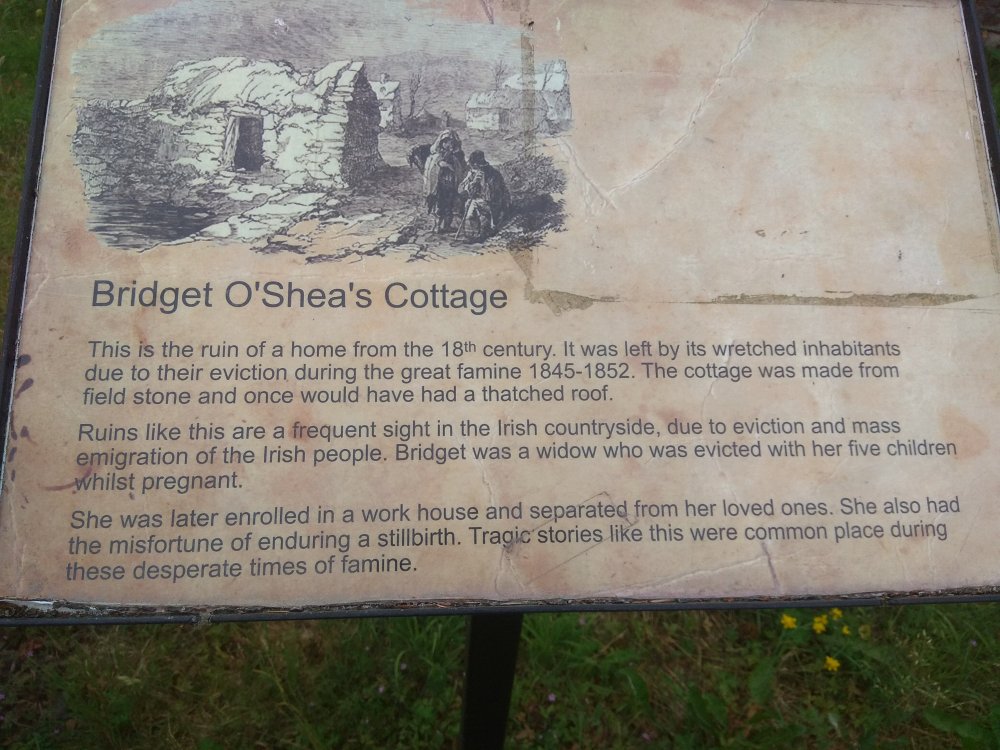 Bridget O'Shea's Cottage
This is the ruin of a home from the 18th century. It was left by its wretched inhabitants
due to their eviction during the great famine 1845-1852. The cottage was made from
field stone and once would have had a thatched roof.
Ruins like this are a frequent sight in the Irish countryside, due to eviction and mass
emigration of the Irish people. Bridget was a widow who was evicted with her five children
whilst pregnant.
She was later enrolled in a work house and separated from her loved ones. She also had
the misfortune of enduring a stillbirth. Tragic stories like this were common place during
these desperate times of famine.